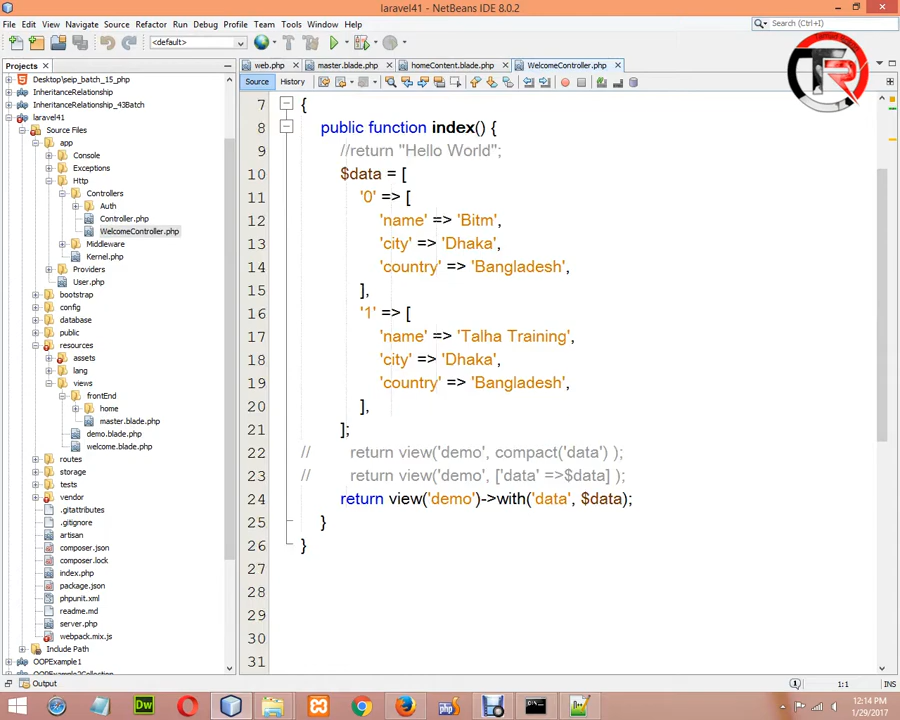 laravel41 - NetBeans IDE 8.0.2
File Edit View Navigate Source Refactor Run Debug Profile Team Tools Window Help
Search (Ctrl+I)
<default>
Projects
web.php
master.blade.php
homeContent.blade.php
WelcomeController.php
Source History
TR
Desktop\seip_batch_15_php
InheritanceRelationship
InheritanceRelationship_43Batch
laravel41
Source Files
app
Console
Exceptions
Http
Controllers
Auth
Controller.php
WelcomeController.php
Middleware
Kernel.php
Providers
User.php
bootstrap
config
database
public
resources
assets
lang
views
frontEnd
home
master.blade.php
demo.blade.php
welcome.blade.php
routes
storage
tests
vendor
.gitattributes
.gitignore
artisan
composer.json
composer.lock
index.php
package.json
phpunit.xml
readme.md
server.php
webpack.mix.js
Include Path
OOPExample1
OOPExample2Collection
7 {
8 public function index() {
9 //return "Hello World";
10 $data = [
11 '0' => [
12 'name' => 'Bitm',
13 'city' => 'Dhaka',
14 'country' => 'Bangladesh',
15 ],
16 '1' => [
17 'name' => 'Talha Training',
18 'city' => 'Dhaka',
19 'country' => 'Bangladesh',
20 ],
21 ];
22 // return view('demo', compact('data') );
23 // return view('demo', ['data' =>$data] );
24 return view('demo')->with('data', $data);
25 }
26 }
27
28
29
30
31
Output
1:1 INS
Dw
12:14 PM
1/29/2017